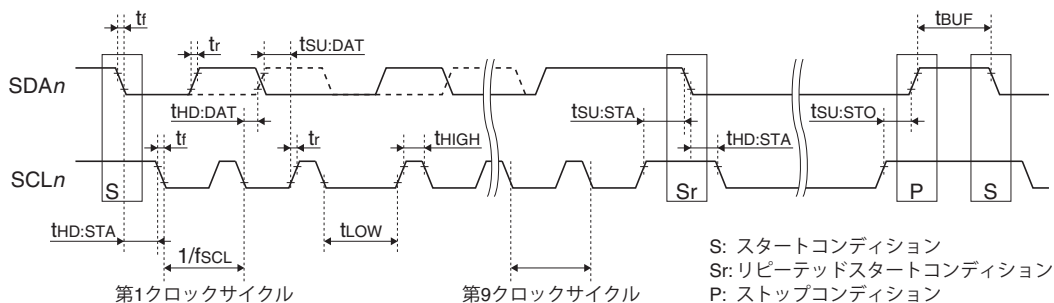 tf
tr
tSU:DAT
tBUF
SDAn
tHD:DAT
tf
tr
tHIGH
tSU:STA
tHD:STA
tSU:STO
SCLn
S
Sr
P
S
tHD:STA
1/fSCL
tLOW
第1クロックサイクル
第9クロックサイクル
S: スタートコンディション
Sr: リピーテッドスタートコンディション
P: ストップコンディション